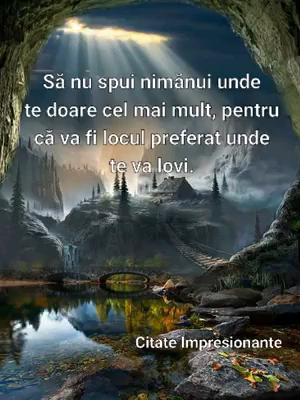 Să nu spui nimănui unde
te doare cel mai mult, pentru
că va fi locul preferat unde
te va lovi.
Citate Impresionante